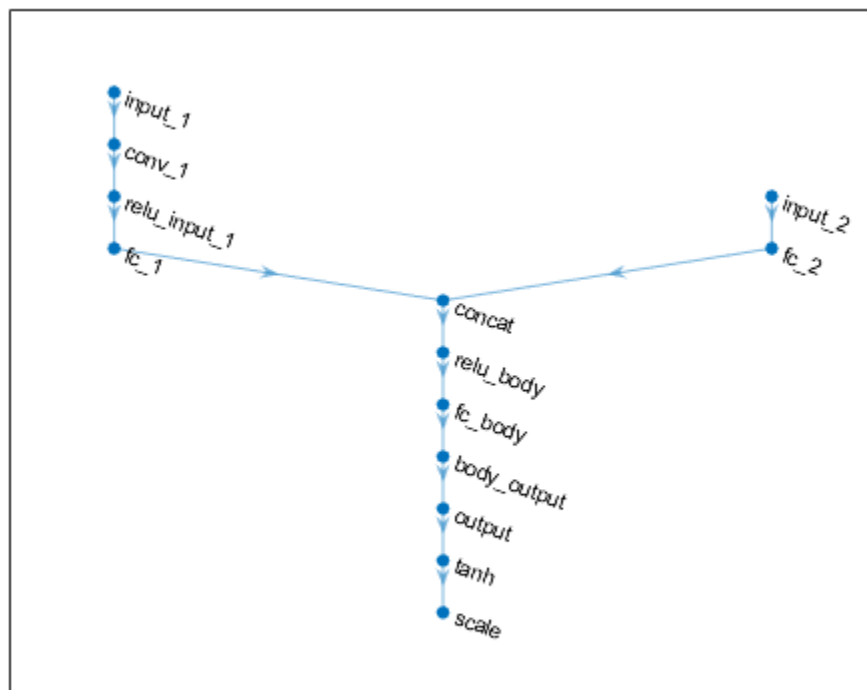 input_1
conv_1
relu_input_1
fc_1
input_2
fc_2
concat
relu_body
fc_body
body_output
output
tanh
scale